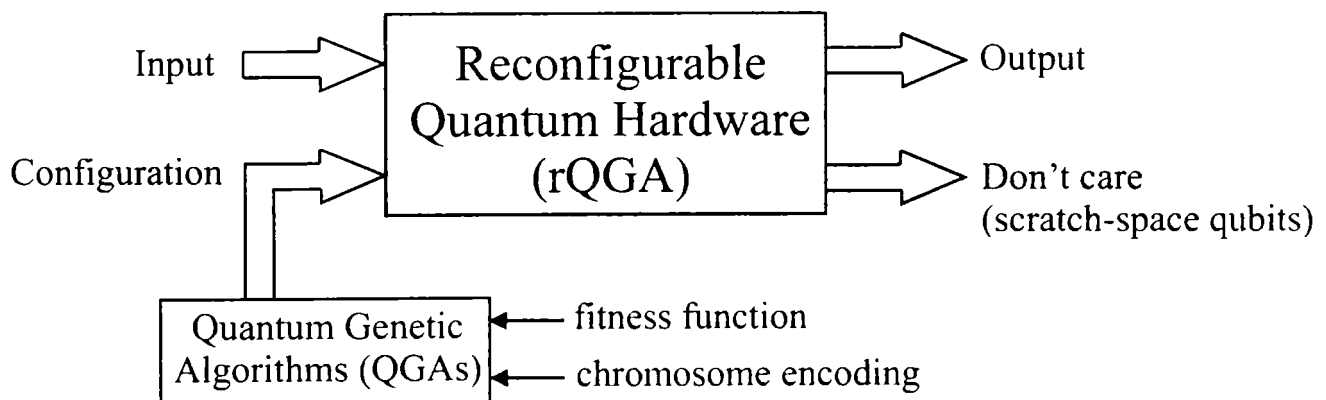 Input
Reconfigurable
Quantum Hardware
(rQGA)
Output
Configuration
Don't care
(scratch-space qubits)
Quantum Genetic
Algorithms (QGAs)
fitness function
chromosome encoding